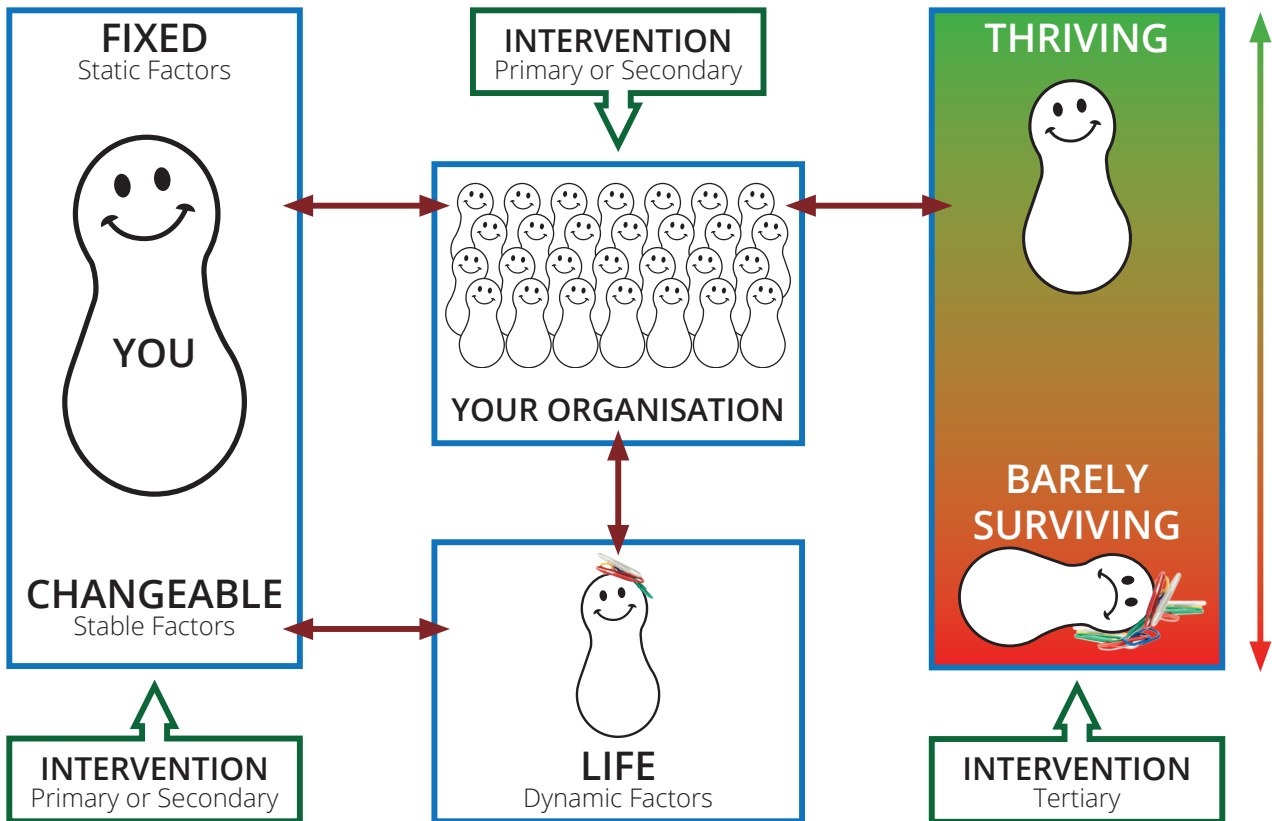 FIXED
Static Factors
YOU
CHANGEABLE
Stable Factors
INTERVENTION
Primary or Secondary
INTERVENTION
Primary or Secondary
YOUR ORGANISATION
LIFE
Dynamic Factors
THRIVING
BARELY
SURVIVING
INTERVENTION
Tertiary